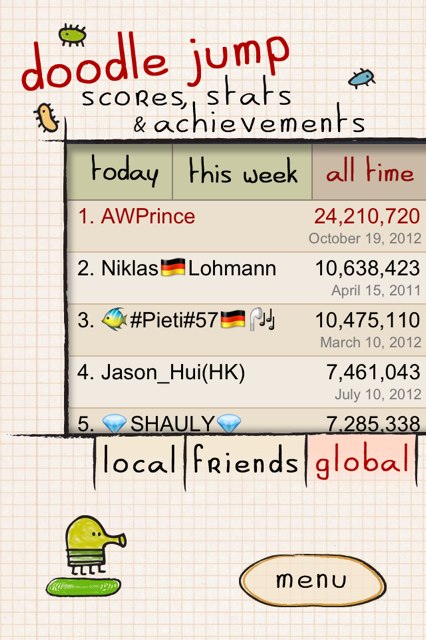 doodle jump
scores, stats
& achievements
today this week all time
1. AWPrince 24,210,720
October 19, 2012
2. Niklas🇩🇪Lohmann 10,638,423
April 15, 2011
3. 🐠#Pieti#57🇩🇪🎧 10,475,110
March 10, 2012
4. Jason_Hui(HK) 7,461,043
July 10, 2012
5. 💎SHAULY💎 7,285,338
local friends global
menu